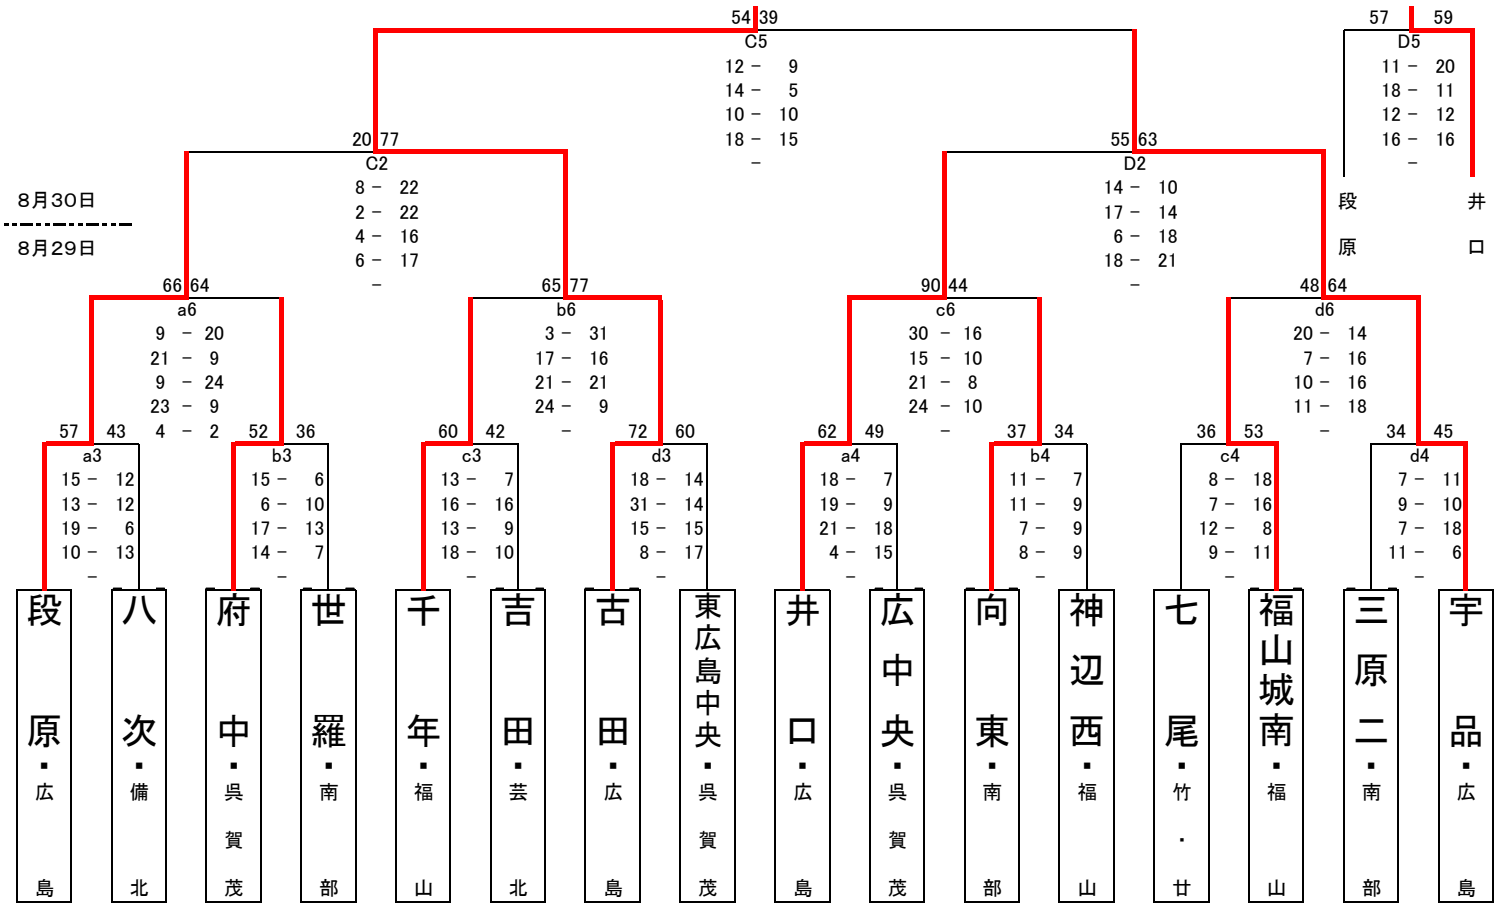 54 39 57 59
C5 D5
12 - 9 11 - 20
14 - 5 18 - 11
10 - 10 12 - 12
18 - 15 16 - 16
- -
20 77 55 63
C2 D2
8 - 22 14 - 10
2 - 22 17 - 14
4 - 16 6 - 18
6 - 17 18 - 21
- -
8月30日
8月29日
段原 井口
66 64 65 77 90 44 48 64
a6 b6 c6 d6
9 - 20 3 - 31 30 - 16 20 - 14
21 - 9 17 - 16 15 - 10 7 - 16
9 - 24 21 - 21 21 - 8 10 - 16
23 - 9 24 - 9 24 - 10 11 - 18
4 - 2 - - -
57 43 52 36 60 42 72 60 62 49 37 34 36 53 34 45
a3 b3 c3 d3 a4 b4 c4 d4
15 - 12 15 - 6 13 - 7 18 - 14 18 - 7 11 - 7 8 - 18 7 - 11
13 - 12 6 - 10 16 - 16 31 - 14 19 - 9 11 - 9 7 - 16 9 - 10
19 - 6 17 - 13 13 - 9 15 - 15 21 - 18 7 - 9 12 - 8 7 - 18
10 - 13 14 - 7 18 - 10 8 - 17 4 - 15 8 - 9 9 - 11 11 - 6
- - - - - - - -
段原・広島
八次・備北
府中・呉賀茂
世羅・南部
千年・福山
吉田・芸北
古田・広島
東広島中央・呉賀茂
井口・広島
広中央・呉賀茂
向東・南部
神辺西・福山
七尾・竹・廿
福山城南・福山
三原二・南部
宇品・広島